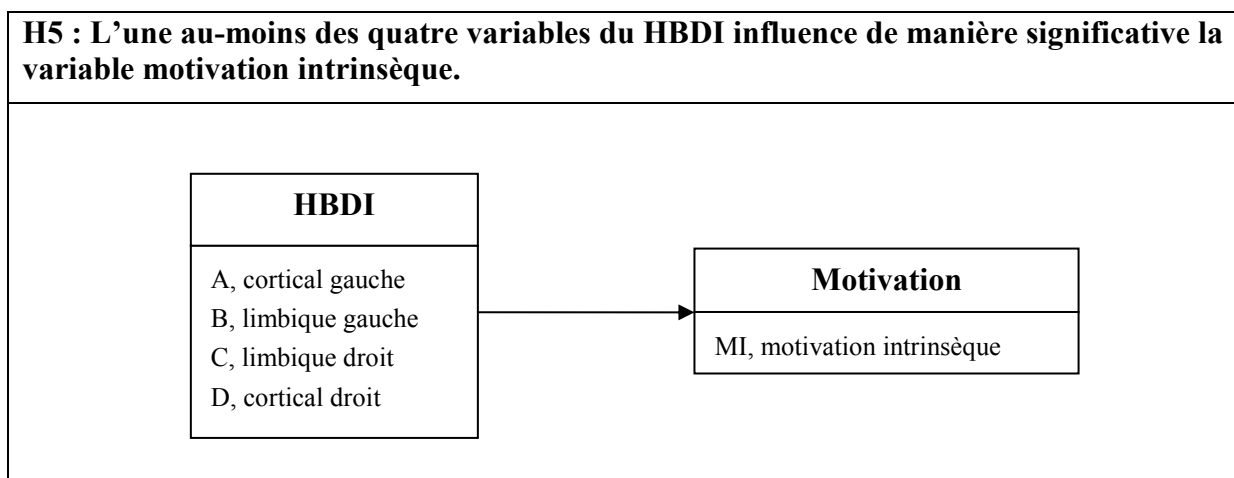 H5 : L’une au-moins des quatre variables du HBDI influence de manière significative la
variable motivation intrinsèque.
HBDI
A, cortical gauche
B, limbique gauche
C, limbique droit
D, cortical droit
Motivation
MI, motivation intrinsèque